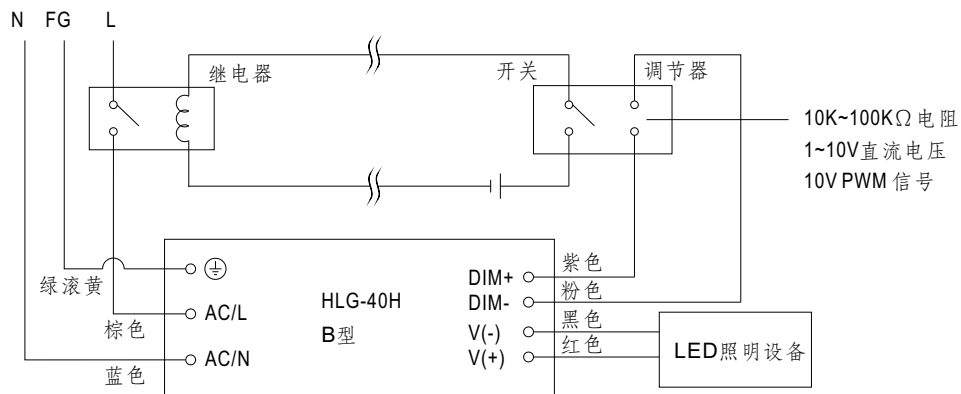 N FG L
继电器
开关
调节器
10K~100KΩ电阻
1~10V直流电压
10V PWM 信号
绿滚黄
棕色
蓝色
AC/L
AC/N
HLG-40H
B型
DIM+
DIM-
V(-)
V(+)
紫色
粉色
黑色
红色
LED照明设备